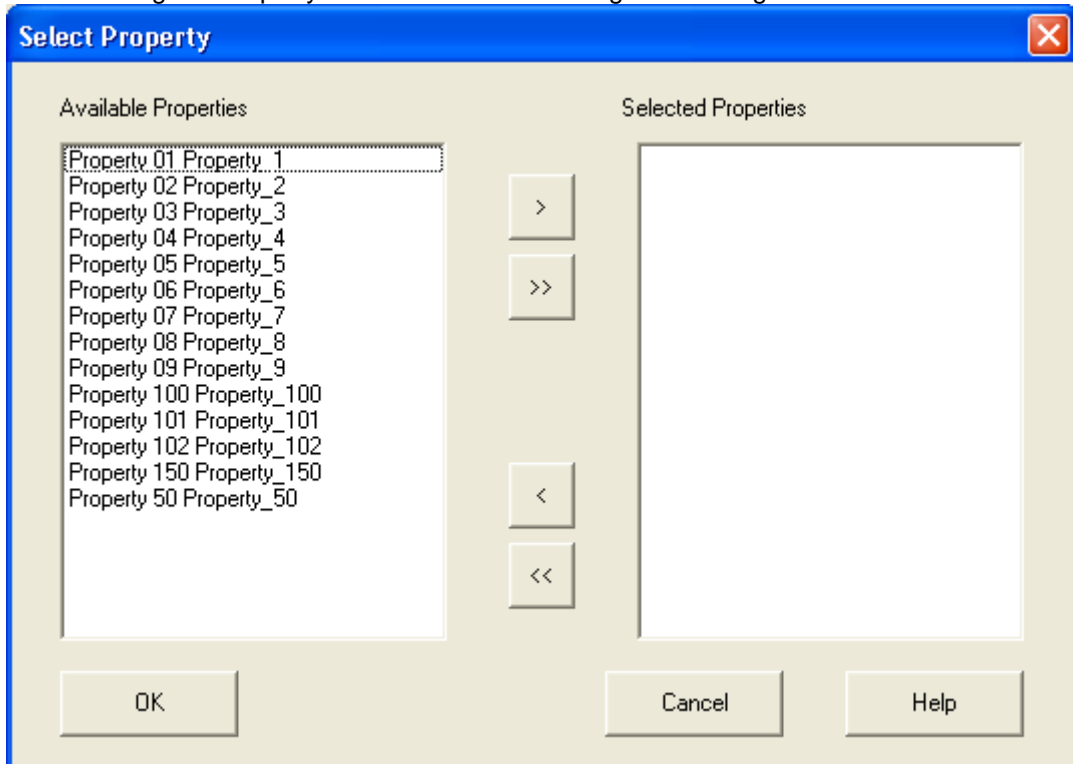 Select Property
Available Properties
Selected Properties
Property 01 Property_1
Property 02 Property_2
Property 03 Property_3
Property 04 Property_4
Property 05 Property_5
Property 06 Property_6
Property 07 Property_7
Property 08 Property_8
Property 09 Property_9
Property 100 Property_100
Property 101 Property_101
Property 102 Property_102
Property 150 Property_150
Property 50 Property_50
>
>>
<
<<
OK
Cancel
Help